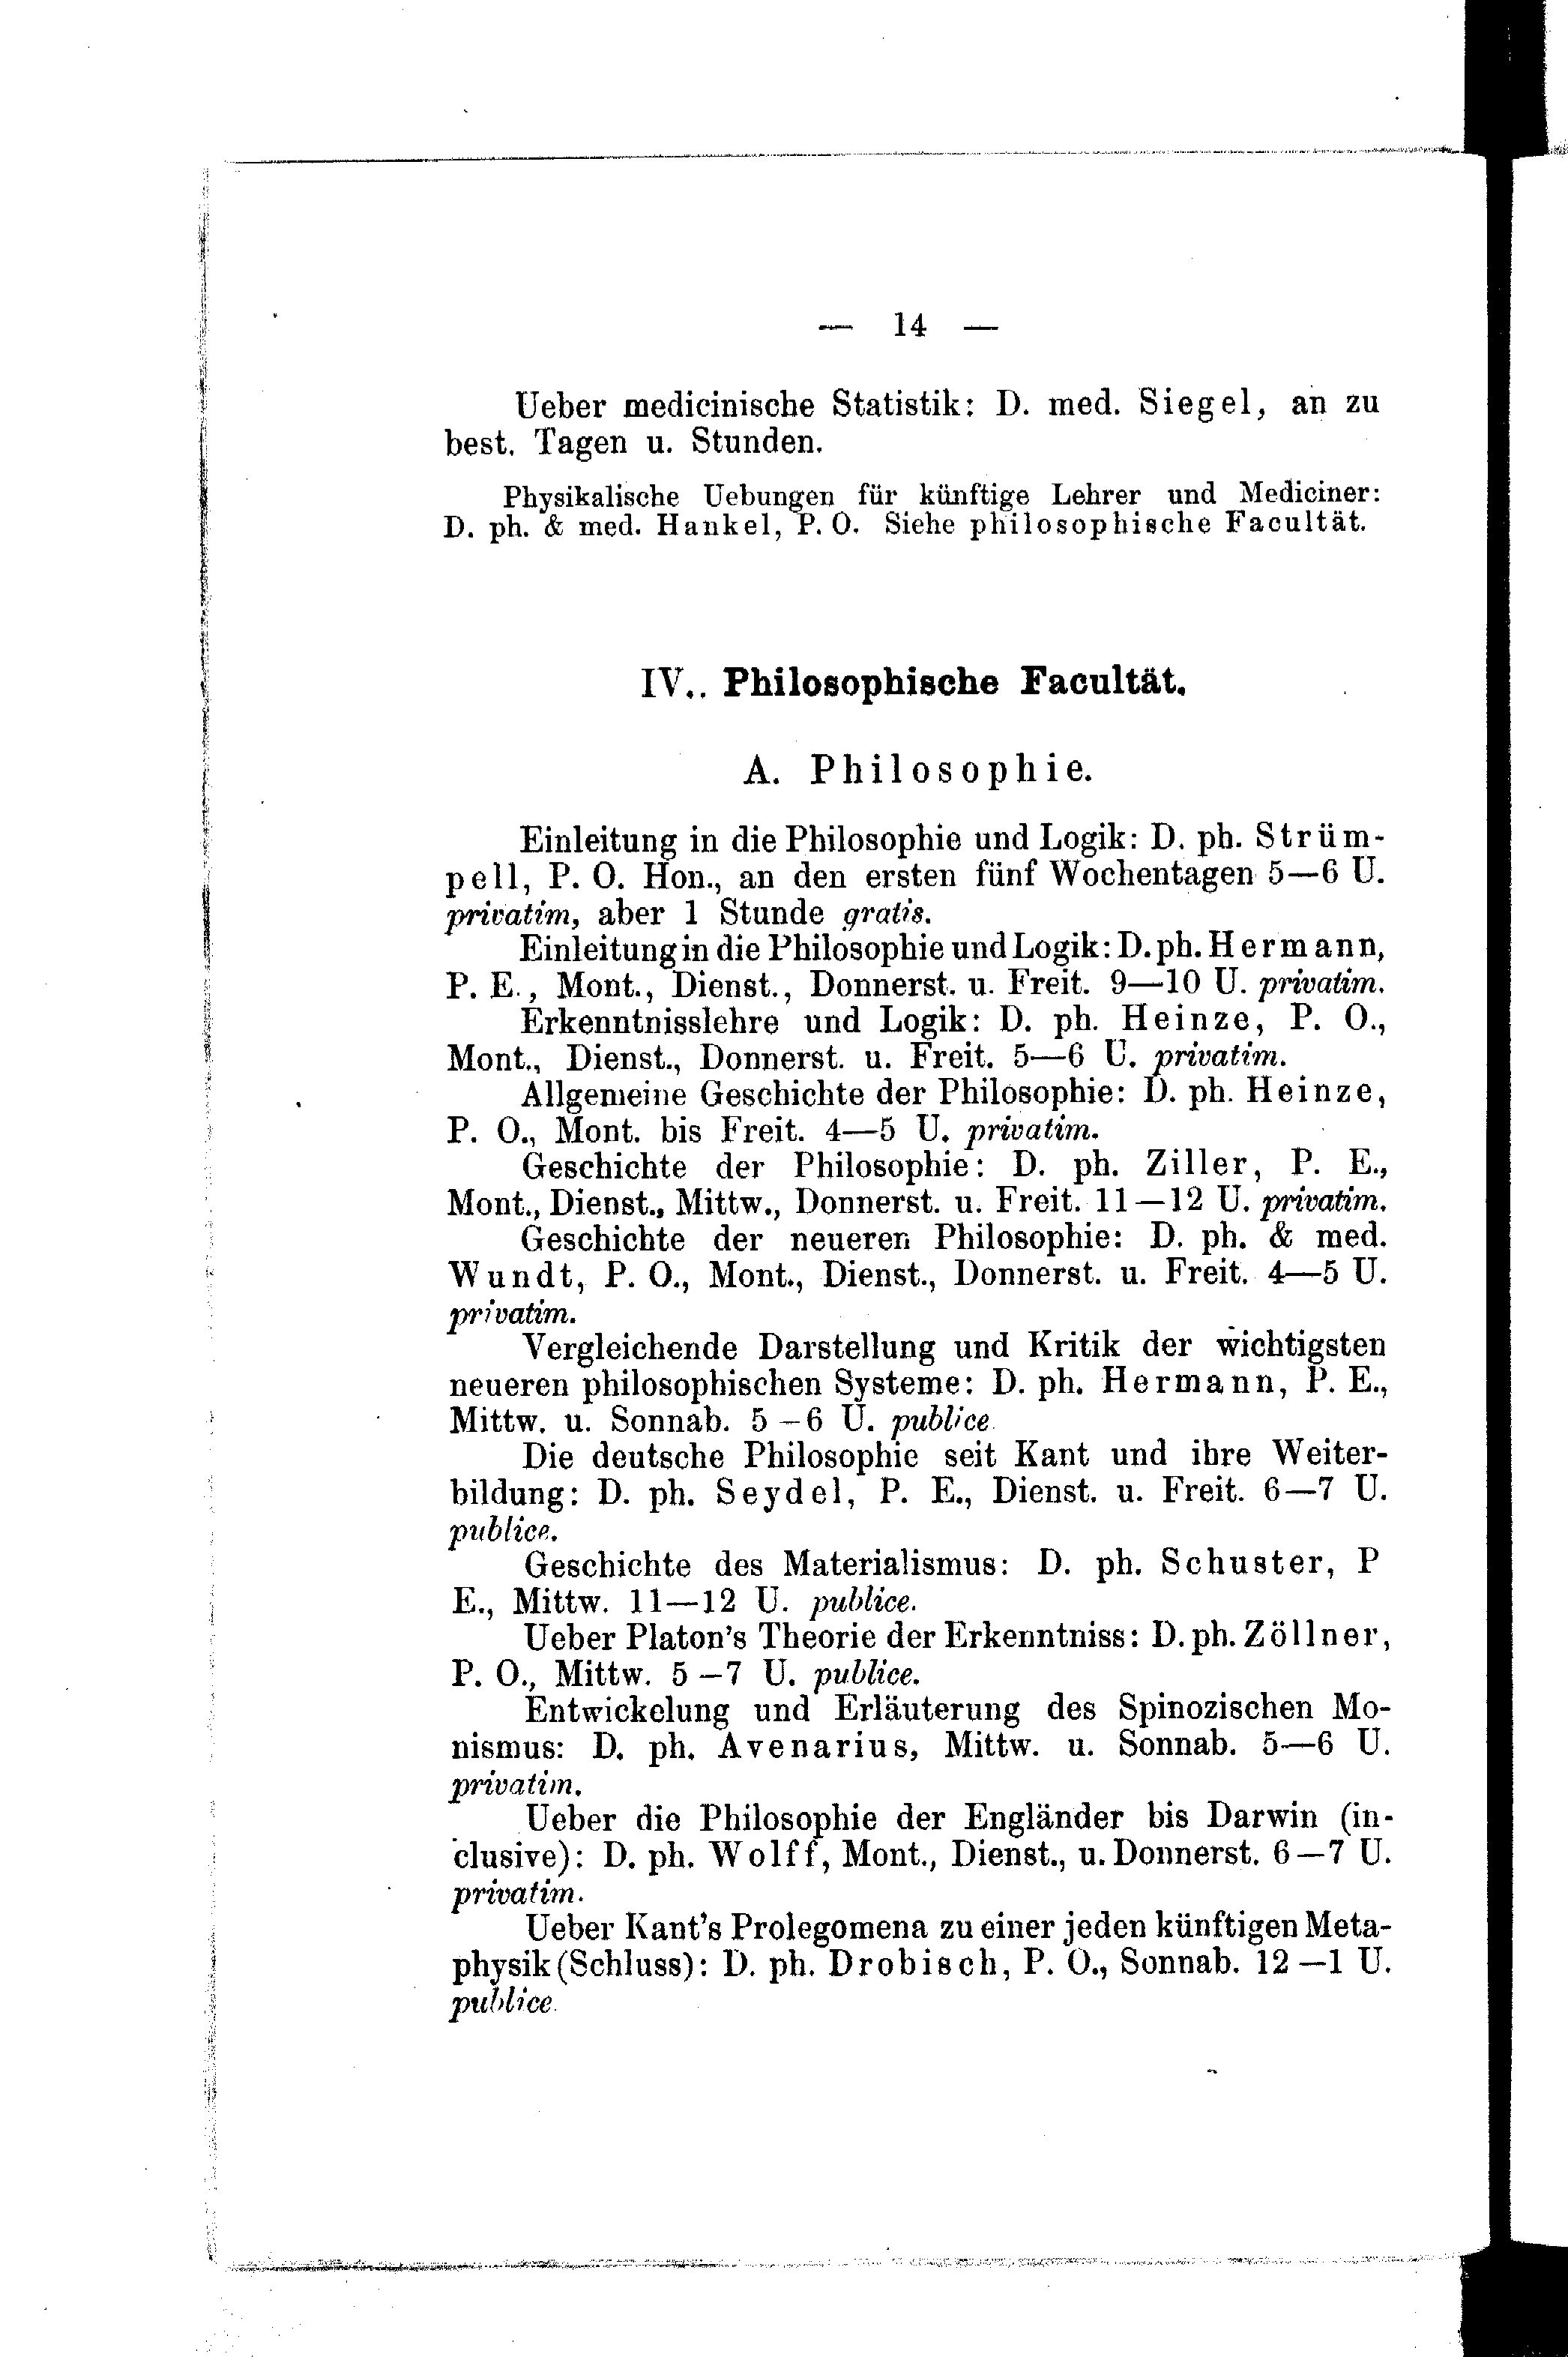 — 14 —
Ueber medicinische Statistik: D. med. Siegel, an zu
best. Tagen u. Stunden.
Physikalische Uebungen für künftige Lehrer und Mediciner:
D. ph. & med. Hankel, P. O. Siehe philosophische Facultät.
IV.. Philosophische Facultät.
A. Philosophie.
Einleitung in die Philosophie und Logik: D. ph. Strüm-
pell, P. O. Hon., an den ersten fünf Wochentagen 5—6 U.
privatim, aber 1 Stunde gratis.
Einleitung in die Philosophie und Logik: D. ph. Hermann,
P. E., Mont., Dienst., Donnerst. u. Freit. 9—10 U. privatim.
Erkenntnisslehre und Logik: D. ph. Heinze, P. O.,
Mont., Dienst., Donnerst. u. Freit. 5—6 U. privatim.
Allgemeine Geschichte der Philosophie: D. ph. Heinze,
P. O., Mont. bis Freit. 4—5 U. privatim.
Geschichte der Philosophie: D. ph. Ziller, P. E.,
Mont., Dienst., Mittw., Donnerst. u. Freit. 11—12 U. privatim.
Geschichte der neueren Philosophie: D. ph. & med.
Wundt, P. O., Mont., Dienst., Donnerst. u. Freit. 4—5 U.
privatim.
Vergleichende Darstellung und Kritik der wichtigsten
neueren philosophischen Systeme: D. ph. Hermann, P. E.,
Mittw. u. Sonnab. 5—6 U. publice.
Die deutsche Philosophie seit Kant und ihre Weiter-
bildung: D. ph. Seydel, P. E., Dienst. u. Freit. 6—7 U.
publice.
Geschichte des Materialismus: D. ph. Schuster, P
E., Mittw. 11—12 U. publice.
Ueber Platon's Theorie der Erkenntniss: D. ph. Zöllner,
P. O., Mittw. 5—7 U. publice.
Entwickelung und Erläuterung des Spinozischen Mo-
nismus: D. ph. Avenarius, Mittw. u. Sonnab. 5—6 U.
privatim.
Ueber die Philosophie der Engländer bis Darwin (in-
clusive): D. ph. Wolff, Mont., Dienst., u. Donnerst. 6—7 U.
privatim.
Ueber Kant's Prolegomena zu einer jeden künftigen Meta-
physik (Schluss): D. ph. Drobisch, P. O., Sonnab. 12—1 U.
publice.